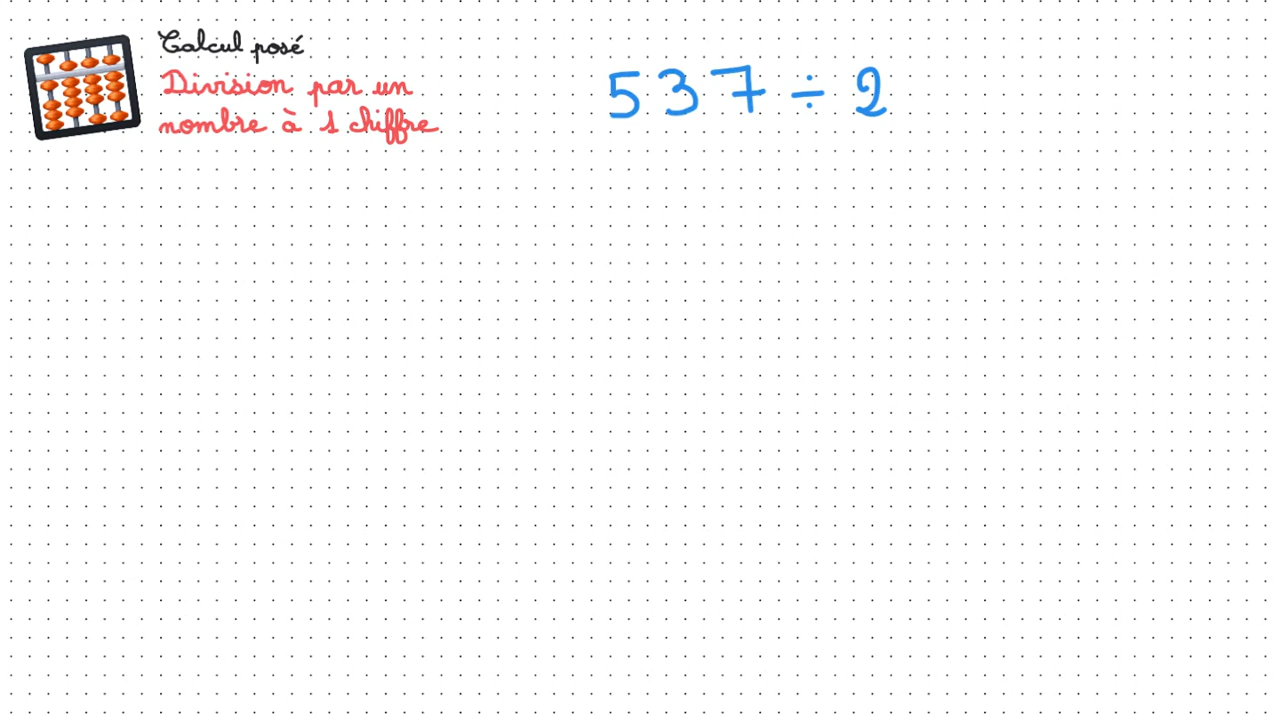 Calcul posé
Division par un
nombre à 1 chiffre
537 ÷ 2